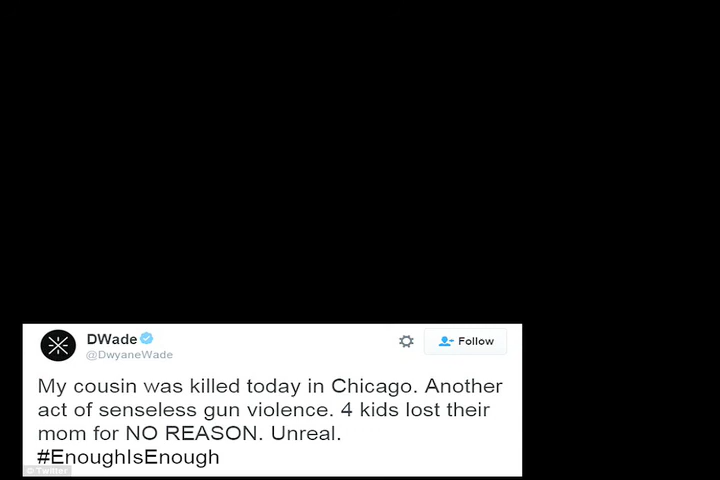 DWade
@DwyaneWade
Follow
My cousin was killed today in Chicago. Another
act of senseless gun violence. 4 kids lost their
mom for NO REASON. Unreal.
#EnoughIsEnough
© Twitter